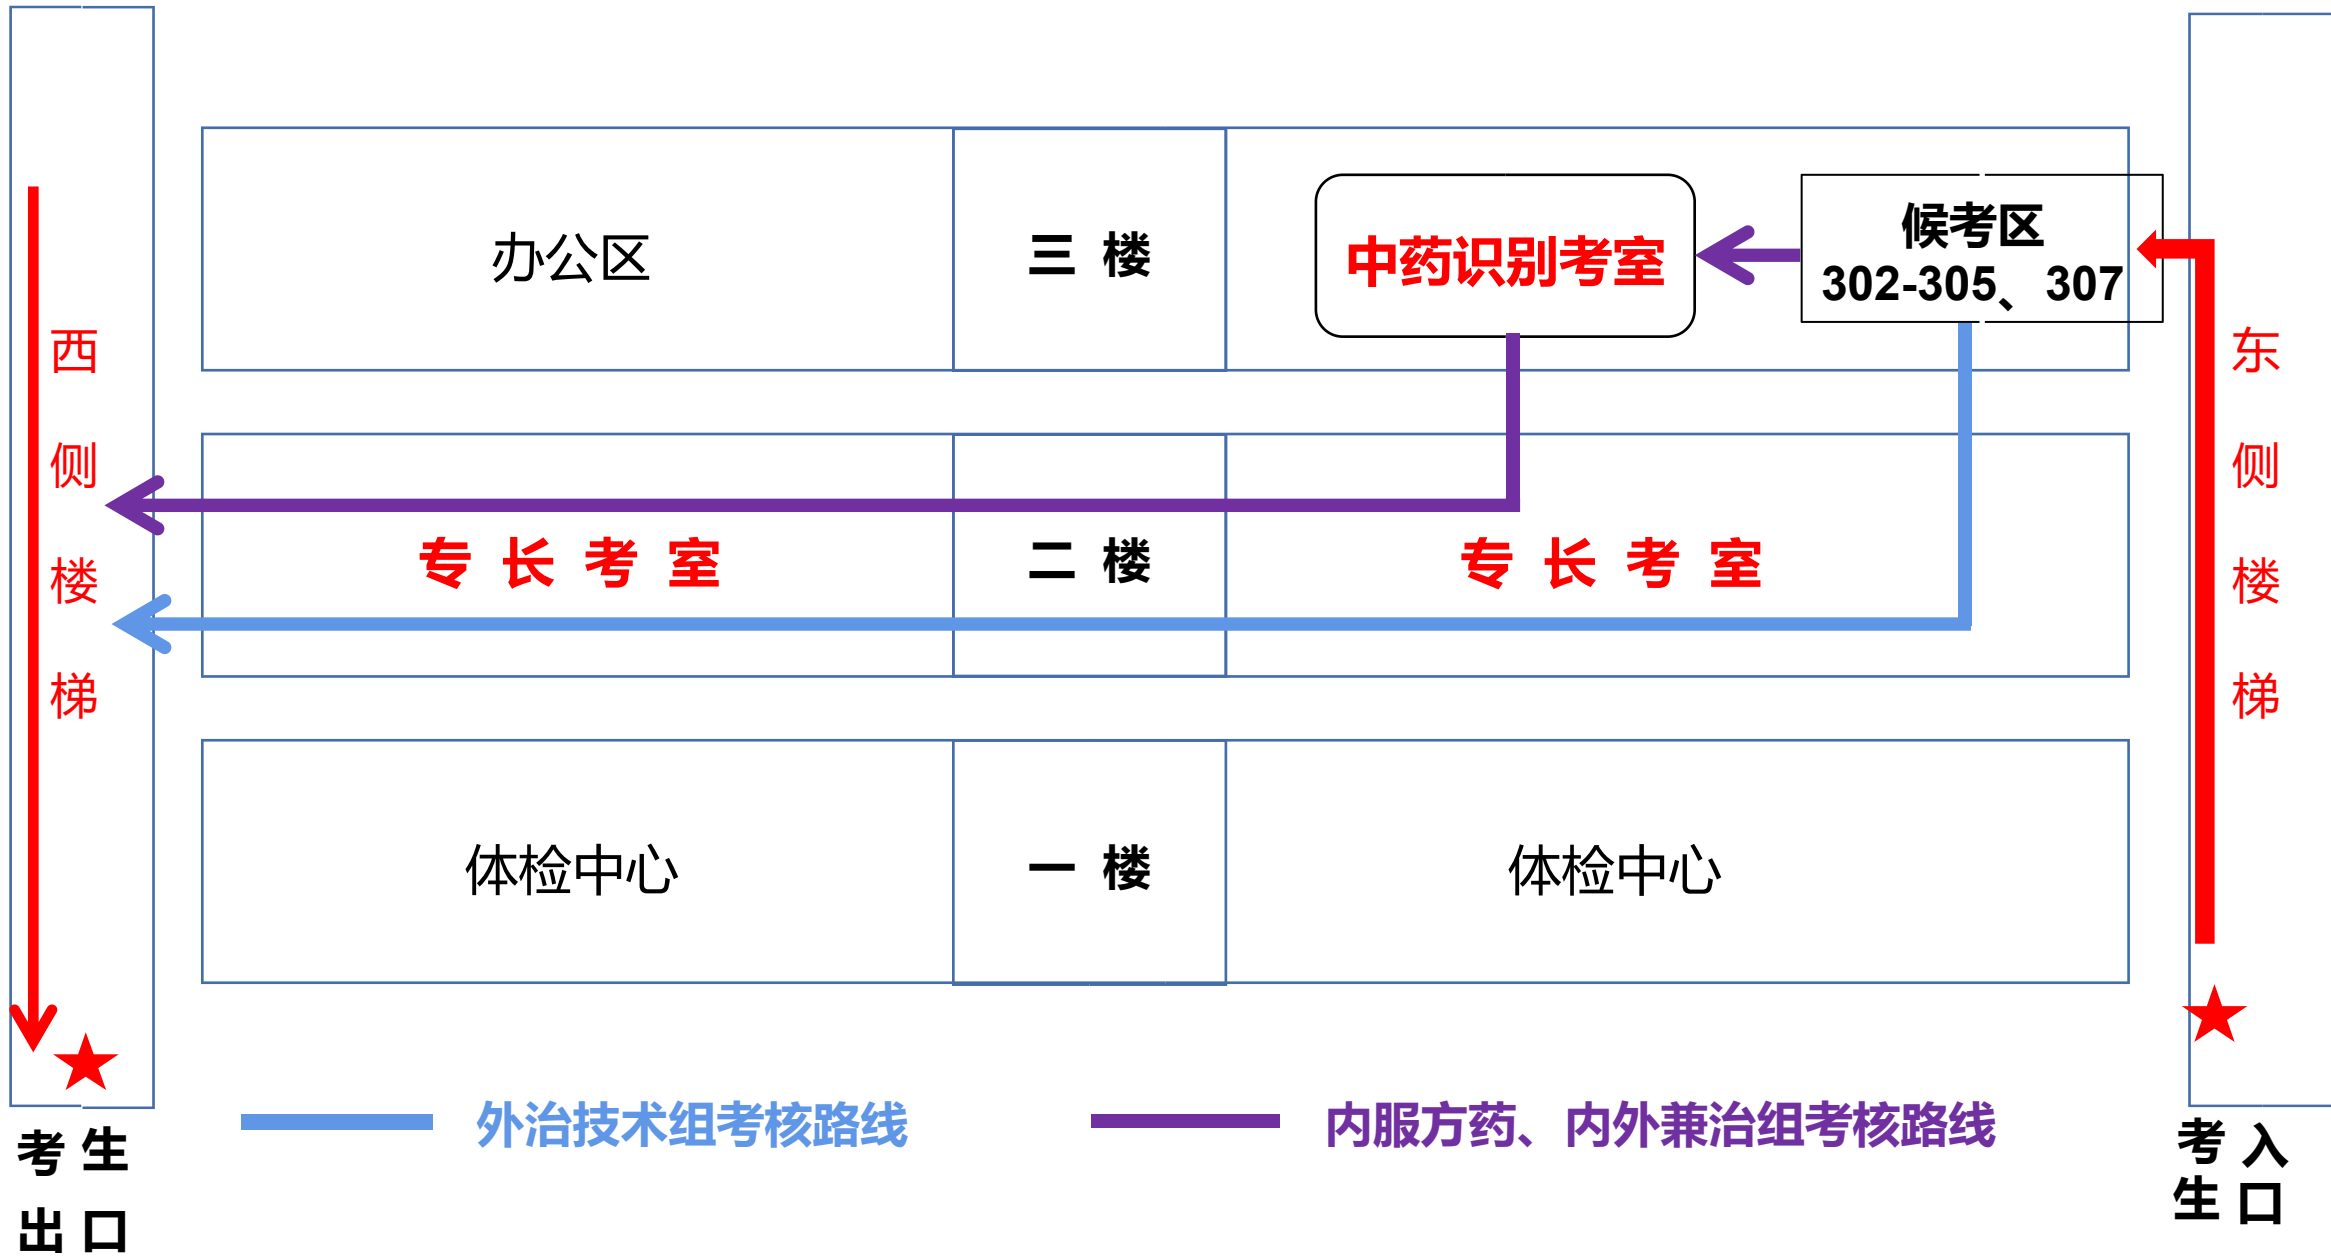 办公区
三 楼
中药识别考室
候考区
302-305、307
西侧楼梯
东侧楼梯
专 长 考 室
二 楼
专 长 考 室
体检中心
一 楼
体检中心
外治技术组考核路线
内服方药、内外兼治组考核路线
考生
出口
考生
入口